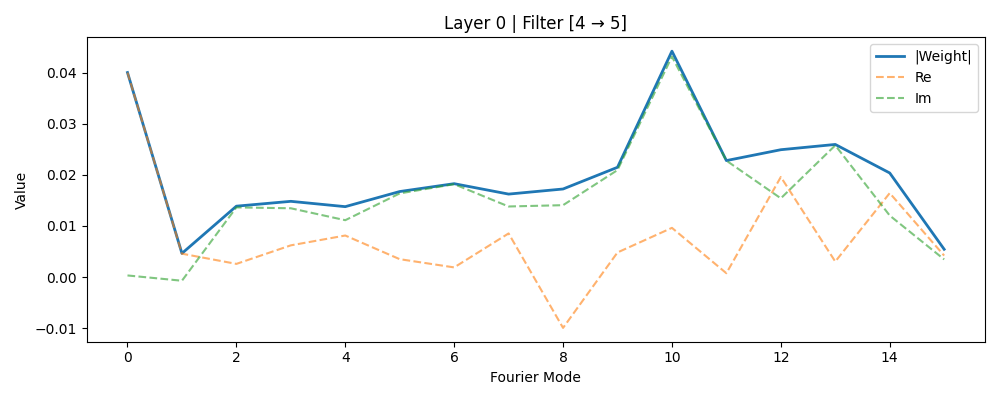 Layer 0 | Filter [4 → 5]
|Weight|
Re
Im
Value
0.04
0.03
0.02
0.01
0.00
−0.01
0 2 4 6 8 10 12 14
Fourier Mode